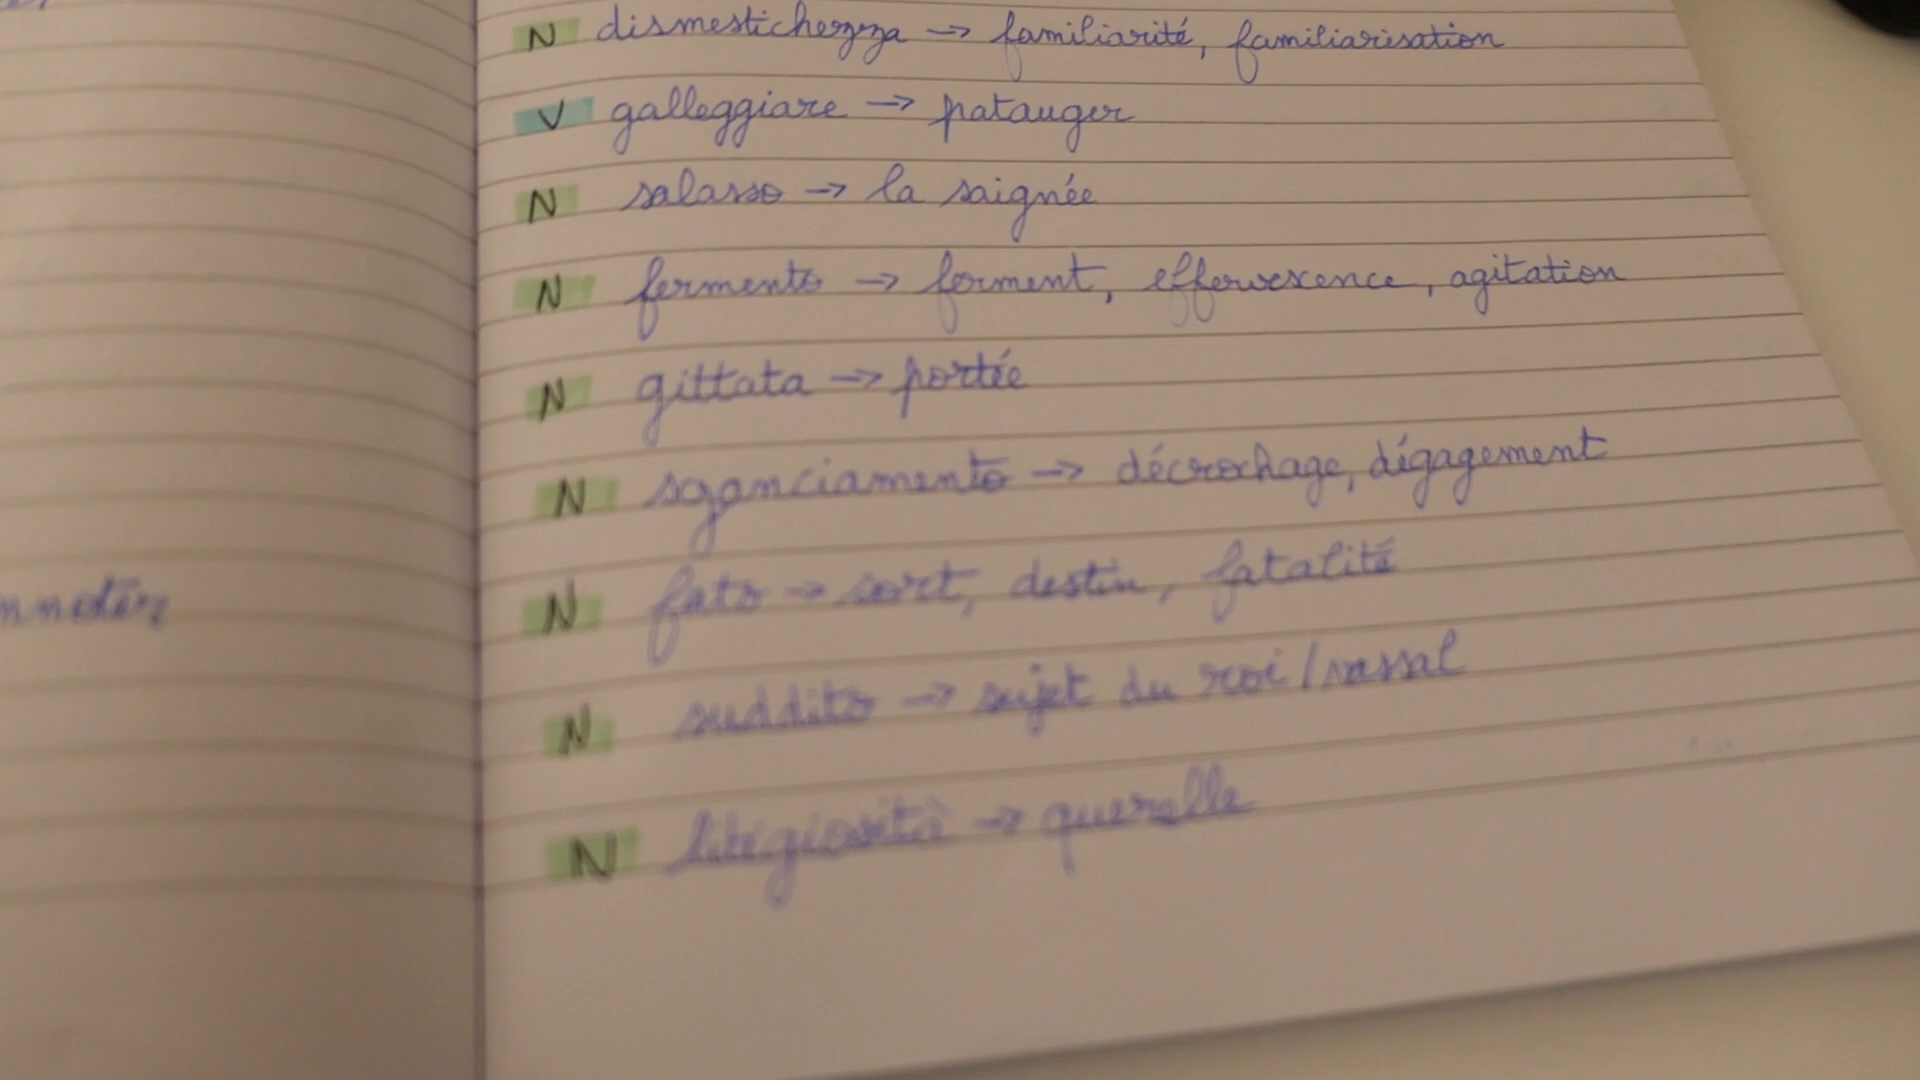 N dismestichezza → familiarité, familiarisation
V galleggiare → patauger
N salasso → la saignée
N fermento → ferment, effervescence, agitation
N gittata → portée
N sganciamento → décrochage, dégagement
N fato → sort, destin, fatalité
N suddito → sujet du roi / vassal
N litigiosità → querelle